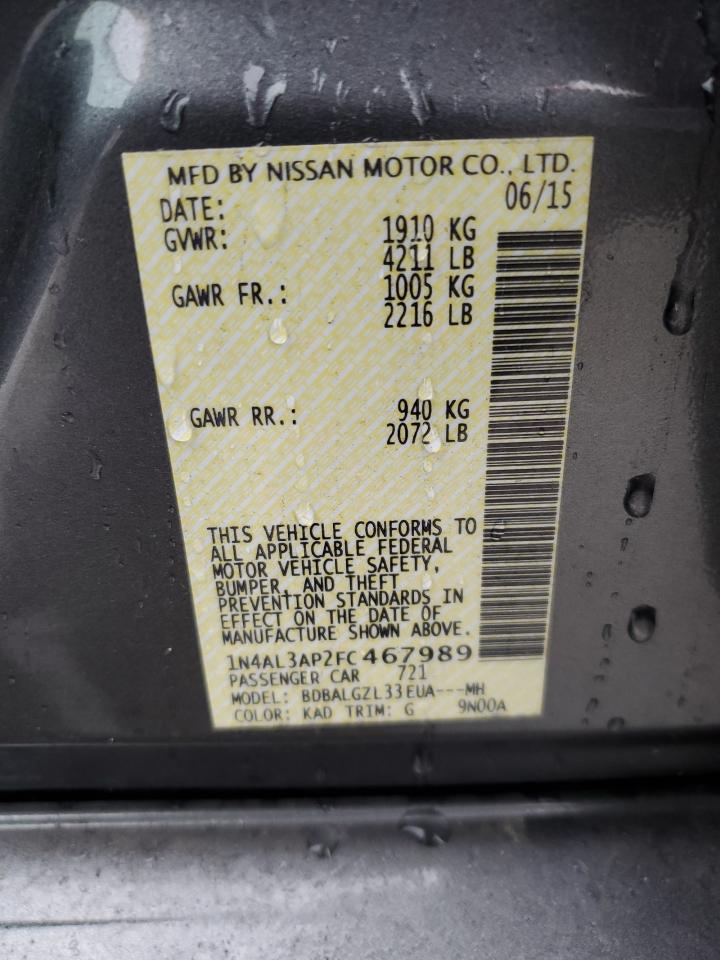 MFD BY NISSAN MOTOR CO., LTD.
DATE: 06/15
GVWR: 1910 KG
4211 LB
GAWR FR.: 1005 KG
2216 LB
GAWR RR.: 940 KG
2072 LB
THIS VEHICLE CONFORMS TO
ALL APPLICABLE FEDERAL
MOTOR VEHICLE SAFETY,
BUMPER, AND THEFT
PREVENTION STANDARDS IN
EFFECT ON THE DATE OF
MANUFACTURE SHOWN ABOVE.
1N4AL3AP2FC467989
PASSENGER CAR 721
MODEL: BDBALGZL33EUA---MH
COLOR: KAD TRIM: G 9N00A